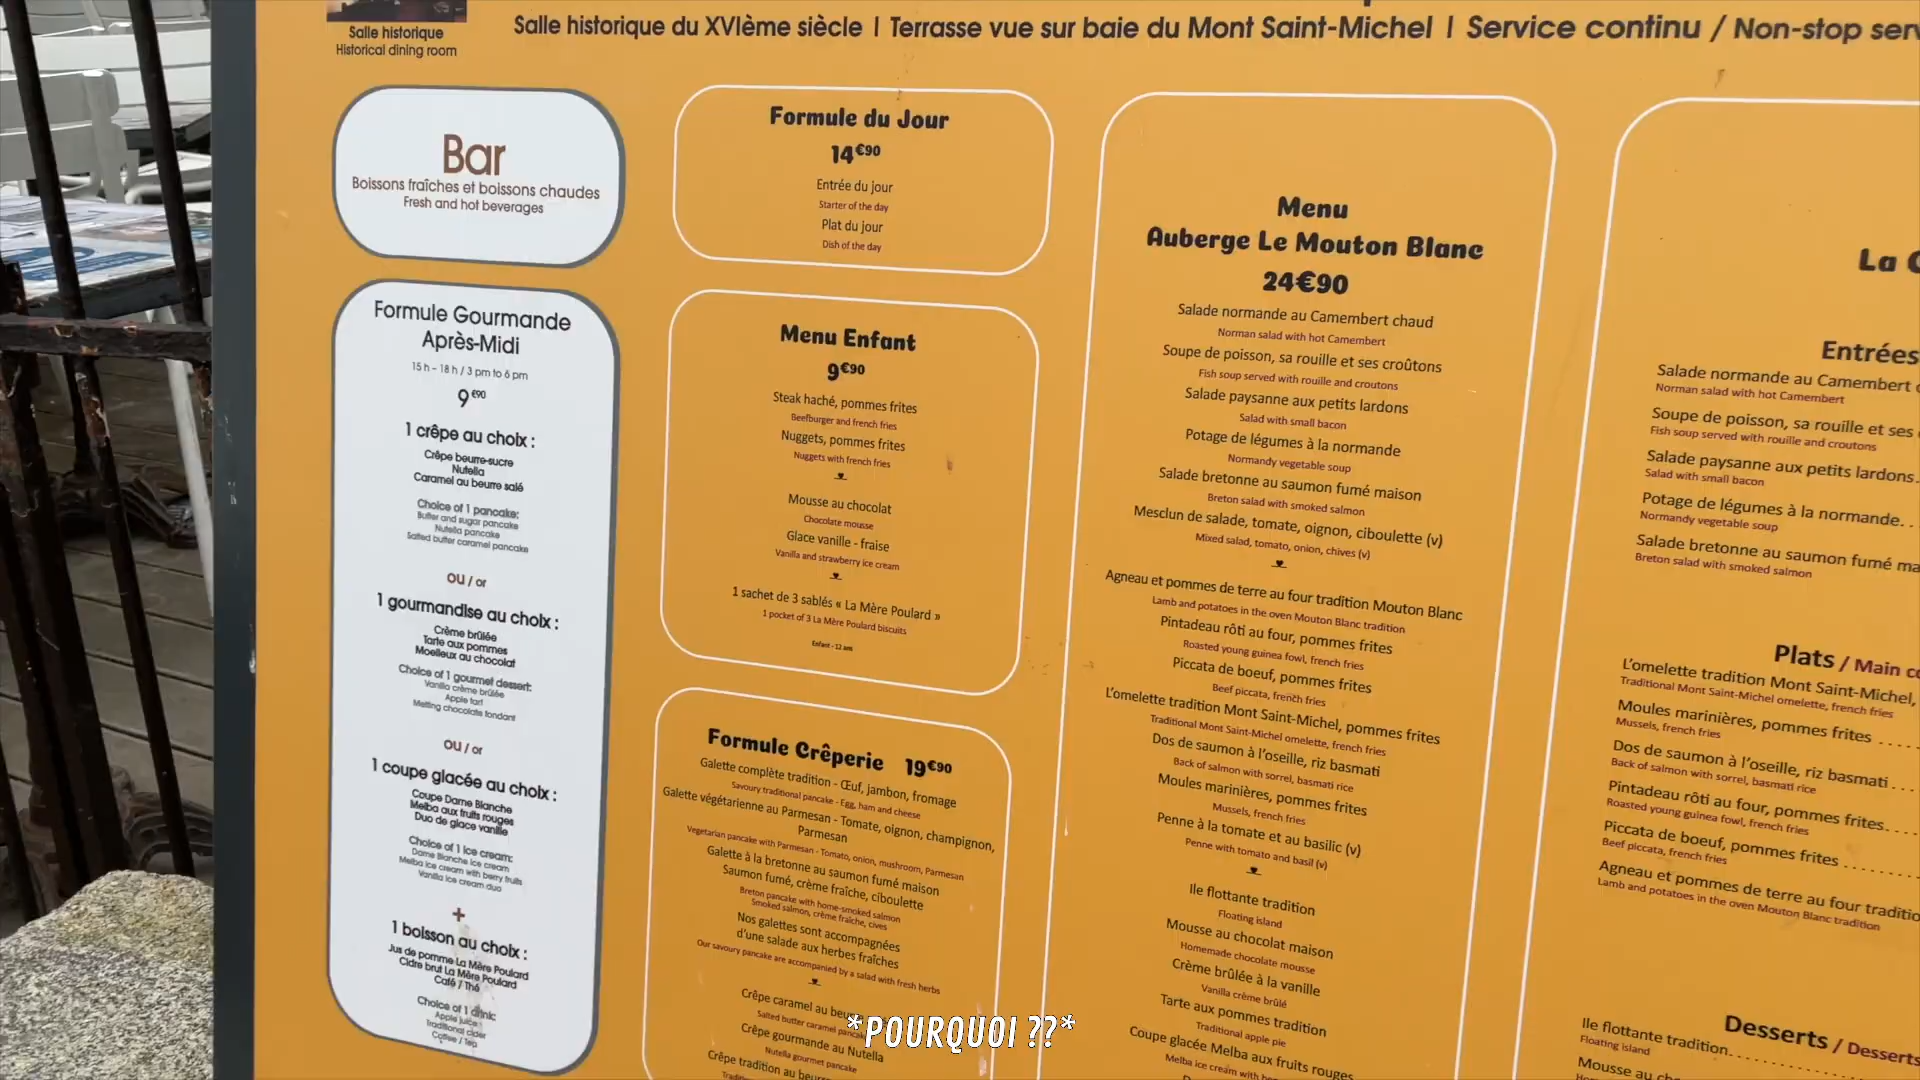 Salle historique
Historical dining room
Salle historique du XVIème siècle | Terrasse vue sur baie du Mont Saint-Michel | Service continu / Non-stop serv
Bar
Boissons fraîches et boissons chaudes
Fresh and hot beverages
Formule Gourmande
Après-Midi
15 h - 18 h / 3 pm to 6 pm
9€90
1 crêpe au choix :
Crêpe beurre-sucre
Nutella
Caramel au beurre salé
Choice of 1 pancake:
Butter and sugar pancake
Nutella pancake
Salted butter caramel pancake
ou / or
1 gourmandise au choix :
Crème brûlée
Tarte aux pommes
Moelleux au chocolat
Choice of 1 gourmet dessert:
Vanilla crème brûlée
Apple tart
Melting chocolate fondant
ou / or
1 coupe glacée au choix :
Coupe Dame Blanche
Melba aux fruits rouges
Duo de glace vanille
Choice of 1 ice cream:
Dame Blanche ice cream
Melba ice cream with berry fruits
Vanilla ice cream duo
+
1 boisson au choix :
Jus de pomme La Mère Poulard
Cidre brut La Mère Poulard
Café / Thé
Choice of 1 drink:
Apple juice
Traditional cider
Coffee / Tea
Formule du Jour
14€90
Entrée du jour
Starter of the day
Plat du jour
Dish of the day
Menu Enfant
9€90
Steak haché, pommes frites
Beefburger and french fries
Nuggets, pommes frites
Nuggets with french fries
Mousse au chocolat
Chocolate mousse
Glace vanille - fraise
Vanilla and strawberry ice cream
1 sachet de 3 sablés « La Mère Poulard »
1 pocket of 3 La Mère Poulard biscuits
Enfant - 12 ans
Formule Crêperie 19€90
Galette complète tradition - Œuf, jambon, fromage
Savoury traditional pancake - Egg, ham and cheese
Galette végétarienne au Parmesan - Tomate, oignon, champignon,
Parmesan
Vegetarian pancake with Parmesan - Tomato, onion, mushroom, Parmesan
Galette à la bretonne au saumon fumé maison
Saumon fumé, crème fraîche, ciboulette
Breton pancake with home-smoked salmon
Smoked salmon, crème fraîche, cives
Nos galettes sont accompagnées
d'une salade aux herbes fraîches
Our savoury pancake are accompanied by a salad with fresh herbs
Crêpe caramel au beurre
Salted butter caramel pancake
Crêpe gourmande au Nutella
Nutella gourmet pancake
Crêpe tradition au beurre
Menu
Auberge Le Mouton Blanc
24€90
Salade normande au Camembert chaud
Norman salad with hot Camembert
Soupe de poisson, sa rouille et ses croûtons
Fish soup served with rouille and croutons
Salade paysanne aux petits lardons
Salad with small bacon
Potage de légumes à la normande
Normandy vegetable soup
Salade bretonne au saumon fumé maison
Breton salad with smoked salmon
Mesclun de salade, tomate, oignon, ciboulette (v)
Mixed salad, tomato, onion, chives (v)
Agneau et pommes de terre au four tradition Mouton Blanc
Lamb and potatoes in the oven Mouton Blanc tradition
Pintadeau rôti au four, pommes frites
Roasted young guinea fowl, french fries
Piccata de boeuf, pommes frites
Beef piccata, french fries
L'omelette tradition Mont Saint-Michel, pommes frites
Traditional Mont Saint-Michel omelette, french fries
Dos de saumon à l'oseille, riz basmati
Back of salmon with sorrel, basmati rice
Moules marinières, pommes frites
Mussels, french fries
Penne à la tomate et au basilic (v)
Penne with tomato and basil (v)
Ile flottante tradition
Floating island
Mousse au chocolat maison
Homemade chocolate mousse
Crème brûlée à la vanille
Vanilla crème brûlé
Tarte aux pommes tradition
Traditional apple pie
Coupe glacée Melba aux fruits rouges
Melba ice cream with
La C
Entrées
Salade normande au Camembert
Norman salad with hot Camembert
Soupe de poisson, sa rouille et ses
Fish soup served with rouille and croutons
Salade paysanne aux petits lardons.
Salad with small bacon
Potage de légumes à la normande. .
Normandy vegetable soup
Salade bretonne au saumon fumé ma
Breton salad with smoked salmon
Plats / Main co
L'omelette tradition Mont Saint-Michel,
Traditional Mont Saint-Michel omelette, french fries
Moules marinières, pommes frites ....
Mussels, french fries
Dos de saumon à l'oseille, riz basmati ...
Back of salmon with sorrel, basmati rice
Pintadeau rôti au four, pommes frites....
Roasted young guinea fowl, french fries
Piccata de boeuf, pommes frites .......
Beef piccata, french fries
Agneau et pommes de terre au four traditio
Lamb and potatoes in the oven Mouton Blanc tradition
Desserts / Desserts
Ile flottante tradition..................
Floating island
Mousse au ch
*POURQUOI ??*